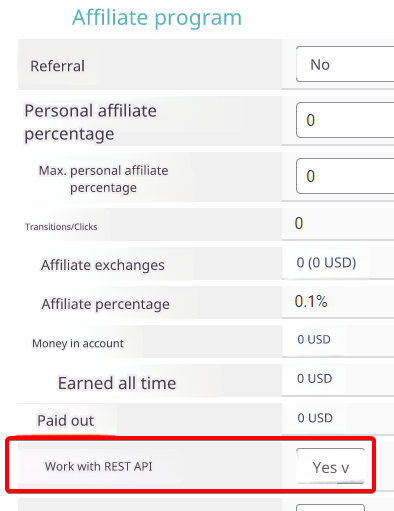 Affiliate program
Referral No
Personal affiliate
percentage
0
Max. personal affiliate
percentage
0
Transitions/Clicks 0
Affiliate exchanges 0 (0 USD)
Affiliate percentage 0.1%
Money in account 0 USD
Earned all time 0 USD
Paid out 0 USD
Work with REST API Yes v